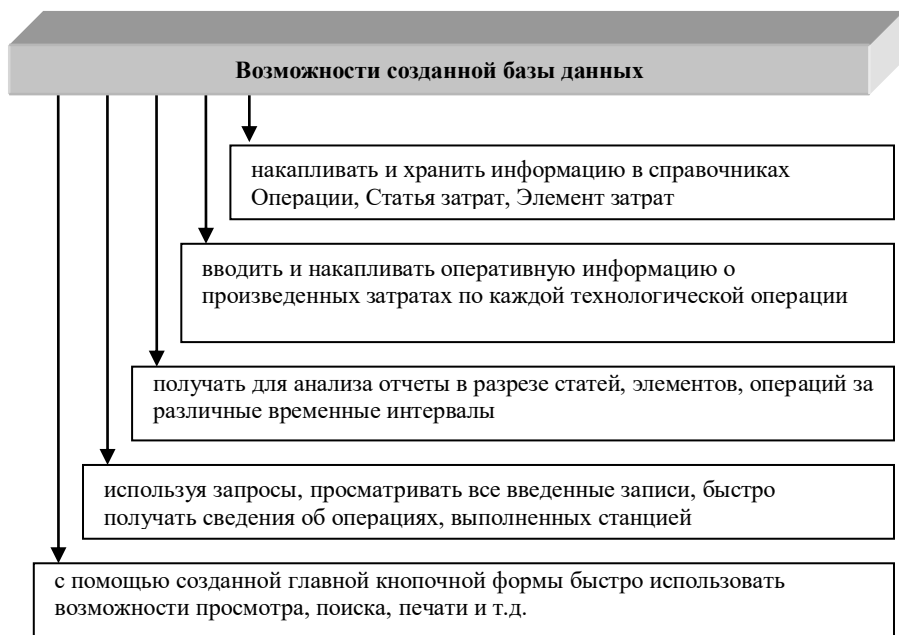 Возможности созданной базы данных
накапливать и хранить информацию в справочниках
Операции, Статья затрат, Элемент затрат
вводить и накапливать оперативную информацию о
произведенных затратах по каждой технологической операции
получать для анализа отчеты в разрезе статей, элементов, операций за
различные временные интервалы
используя запросы, просматривать все введенные записи, быстро
получать сведения об операциях, выполненных станцией
с помощью созданной главной кнопочной формы быстро использовать
возможности просмотра, поиска, печати и т.д.